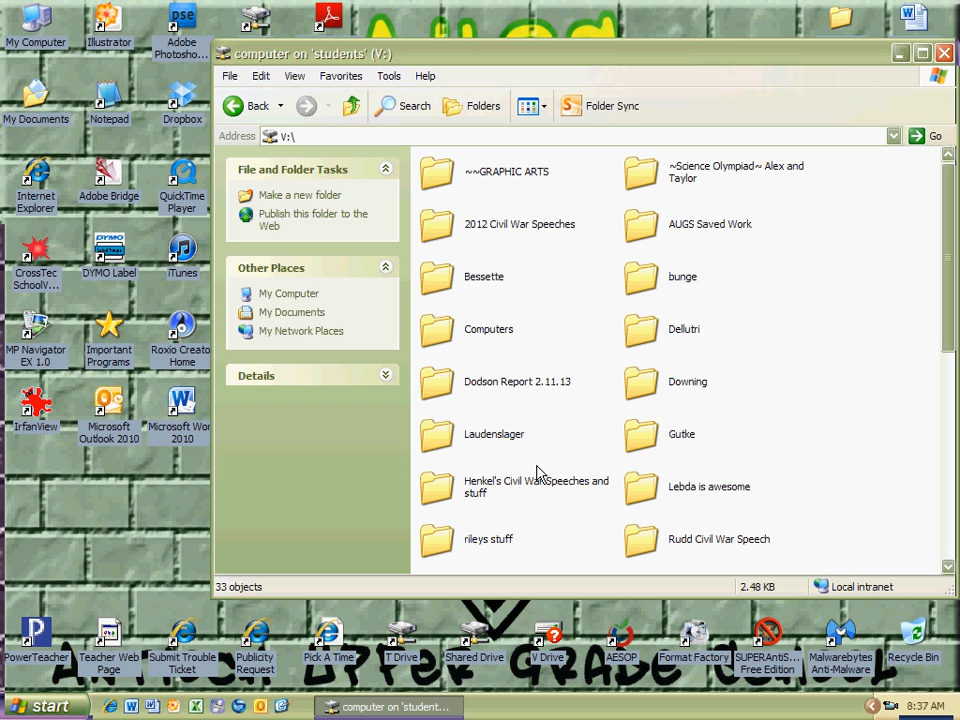 My Computer
Illustrator
Adobe
Photosho...
computer on 'students' (V:)
File Edit View Favorites Tools Help
Back Search Folders Folder Sync
Address V:\ Go
My Documents
Notepad
Dropbox
Internet
Explorer
Adobe Bridge
QuickTime
Player
CrossTec
SchoolV...
DYMO
DYMO Label
iTunes
MP Navigator
EX 1.0
Important
Programs
Roxio Creato
Home
IrfanView
Microsoft
Outlook 2010
Microsoft Wor
2010
File and Folder Tasks
Make a new folder
Publish this folder to the
Web
Other Places
My Computer
My Documents
My Network Places
Details
~~GRAPHIC ARTS
~Science Olympiad~ Alex and
Taylor
2012 Civil War Speeches
AUGS Saved Work
Bessette
bunge
Computers
Dellutri
Dodson Report 2.11.13
Downing
Laudenslager
Gutke
Henkel's Civil War Speeches and
stuff
Lebda is awesome
rileys stuff
Rudd Civil War Speech
33 objects
2.48 KB
Local intranet
PowerTeacher
Teacher Web
Page
Submit Trouble
Ticket
Publicity
Request
Pick A Time
T Drive
Shared Drive
V Drive
AESOP
Format Factory
SUPERAntiS...
Free Edition
Malwarebytes
Anti-Malware
Recycle Bin
UPPER GRADE
start
computer on 'student...
8:37 AM